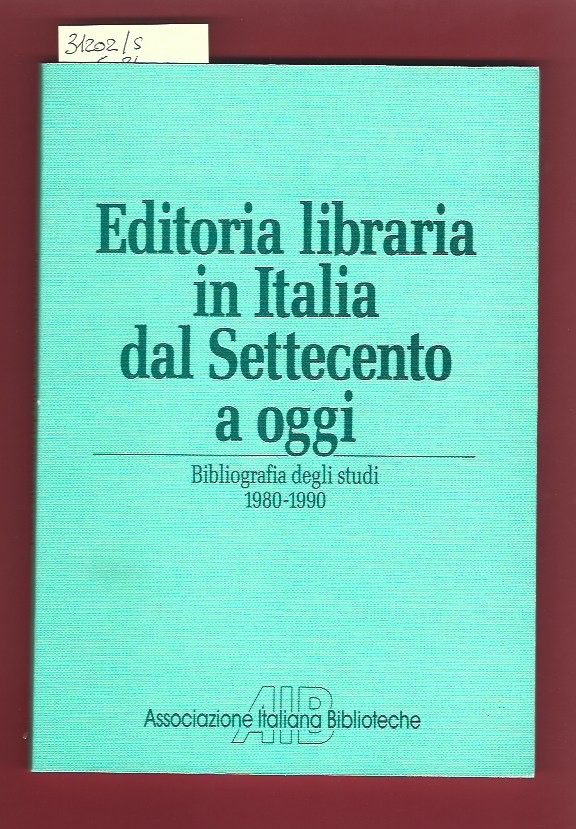 31202/s
Editoria libraria
in Italia
dal Settecento
a oggi
Bibliografia degli studi
1980-1990
AIB
Associazione Italiana Biblioteche